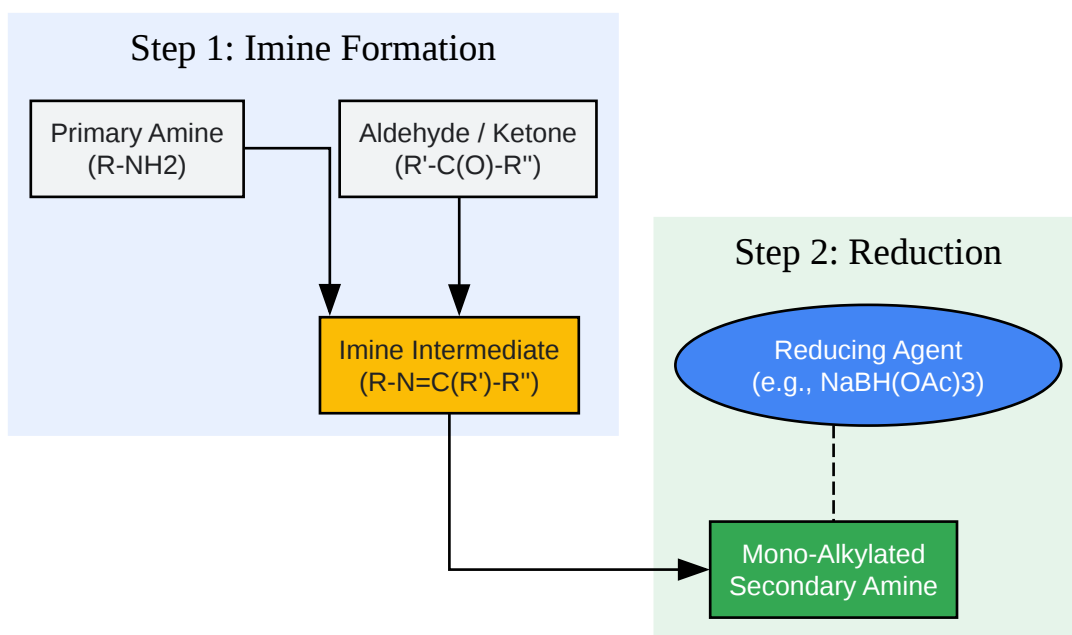 Step 1: Imine Formation
Primary Amine
(R-NH2)
Aldehyde / Ketone
(R'-C(O)-R")
Imine Intermediate
(R-N=C(R')-R")
Step 2: Reduction
Reducing Agent
(e.g., NaBH(OAc)3)
Mono-Alkylated
Secondary Amine